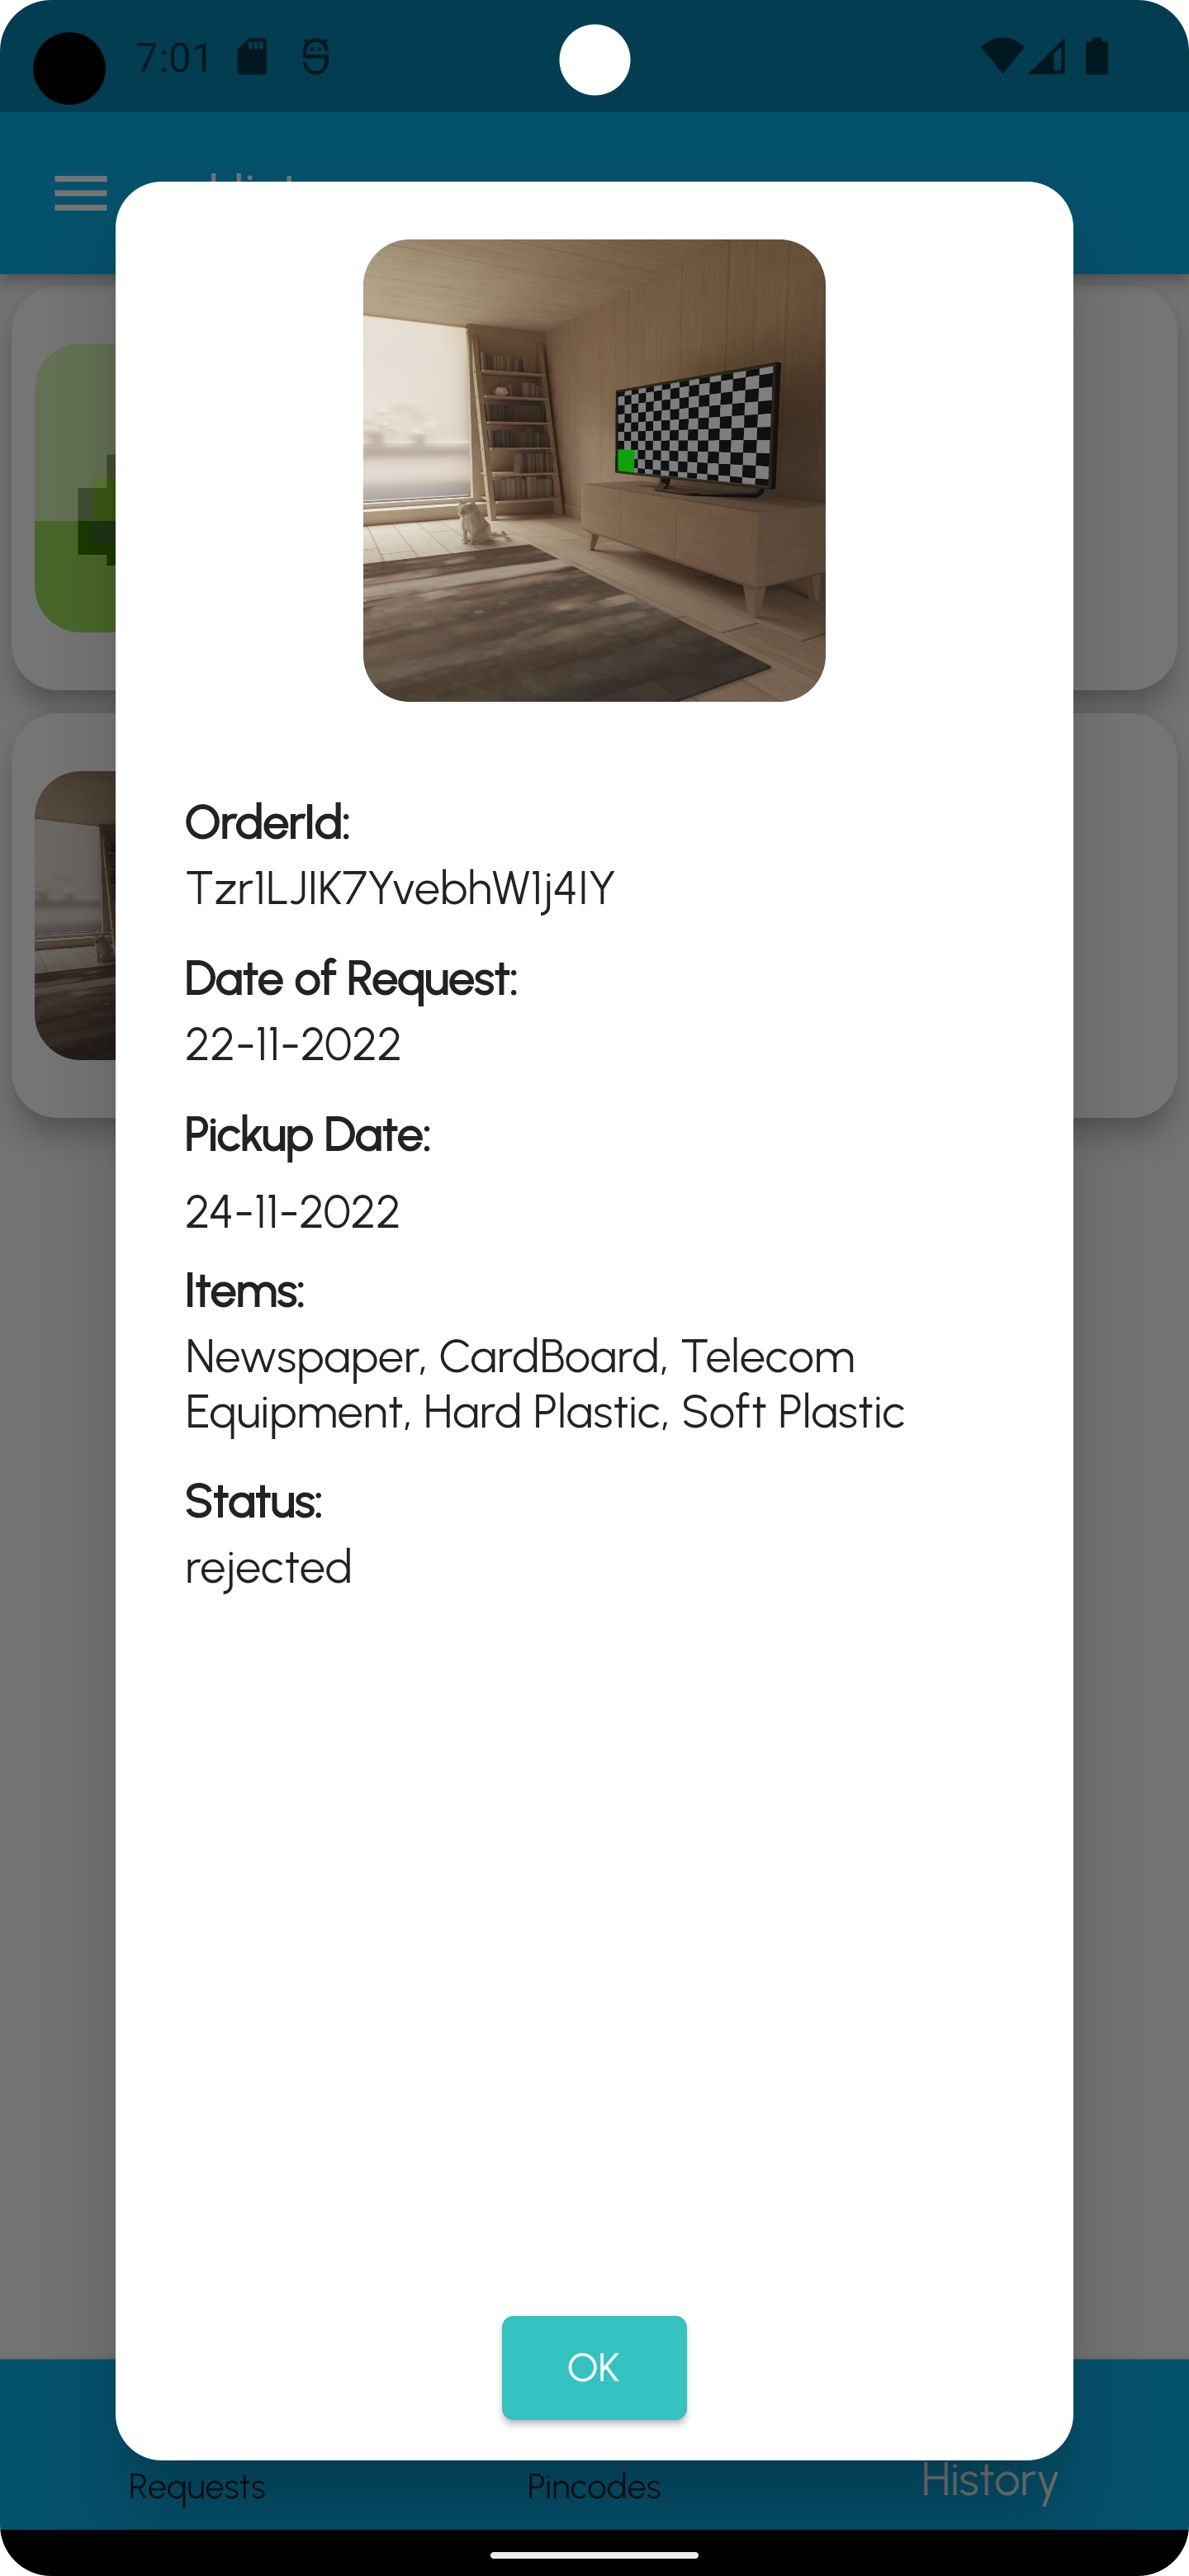 7:01
OrderId:
Tzr1LJIK7YvebhW1j4IY
Date of Request:
22-11-2022
Pickup Date:
24-11-2022
Items:
Newspaper, CardBoard, Telecom
Equipment, Hard Plastic, Soft Plastic
Status:
rejected
OK
Requests
Pincodes
History